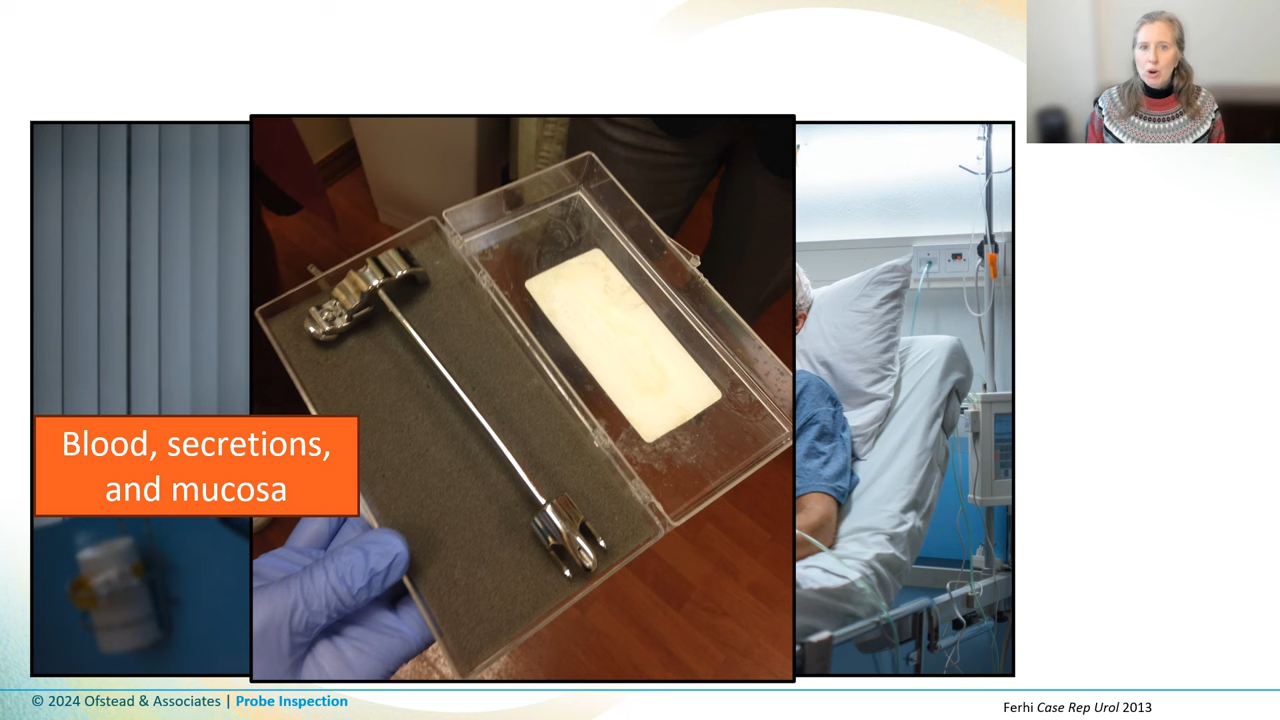 Blood, secretions,
and mucosa
© 2024 Ofstead & Associates | Probe Inspection
Ferhi Case Rep Urol 2013